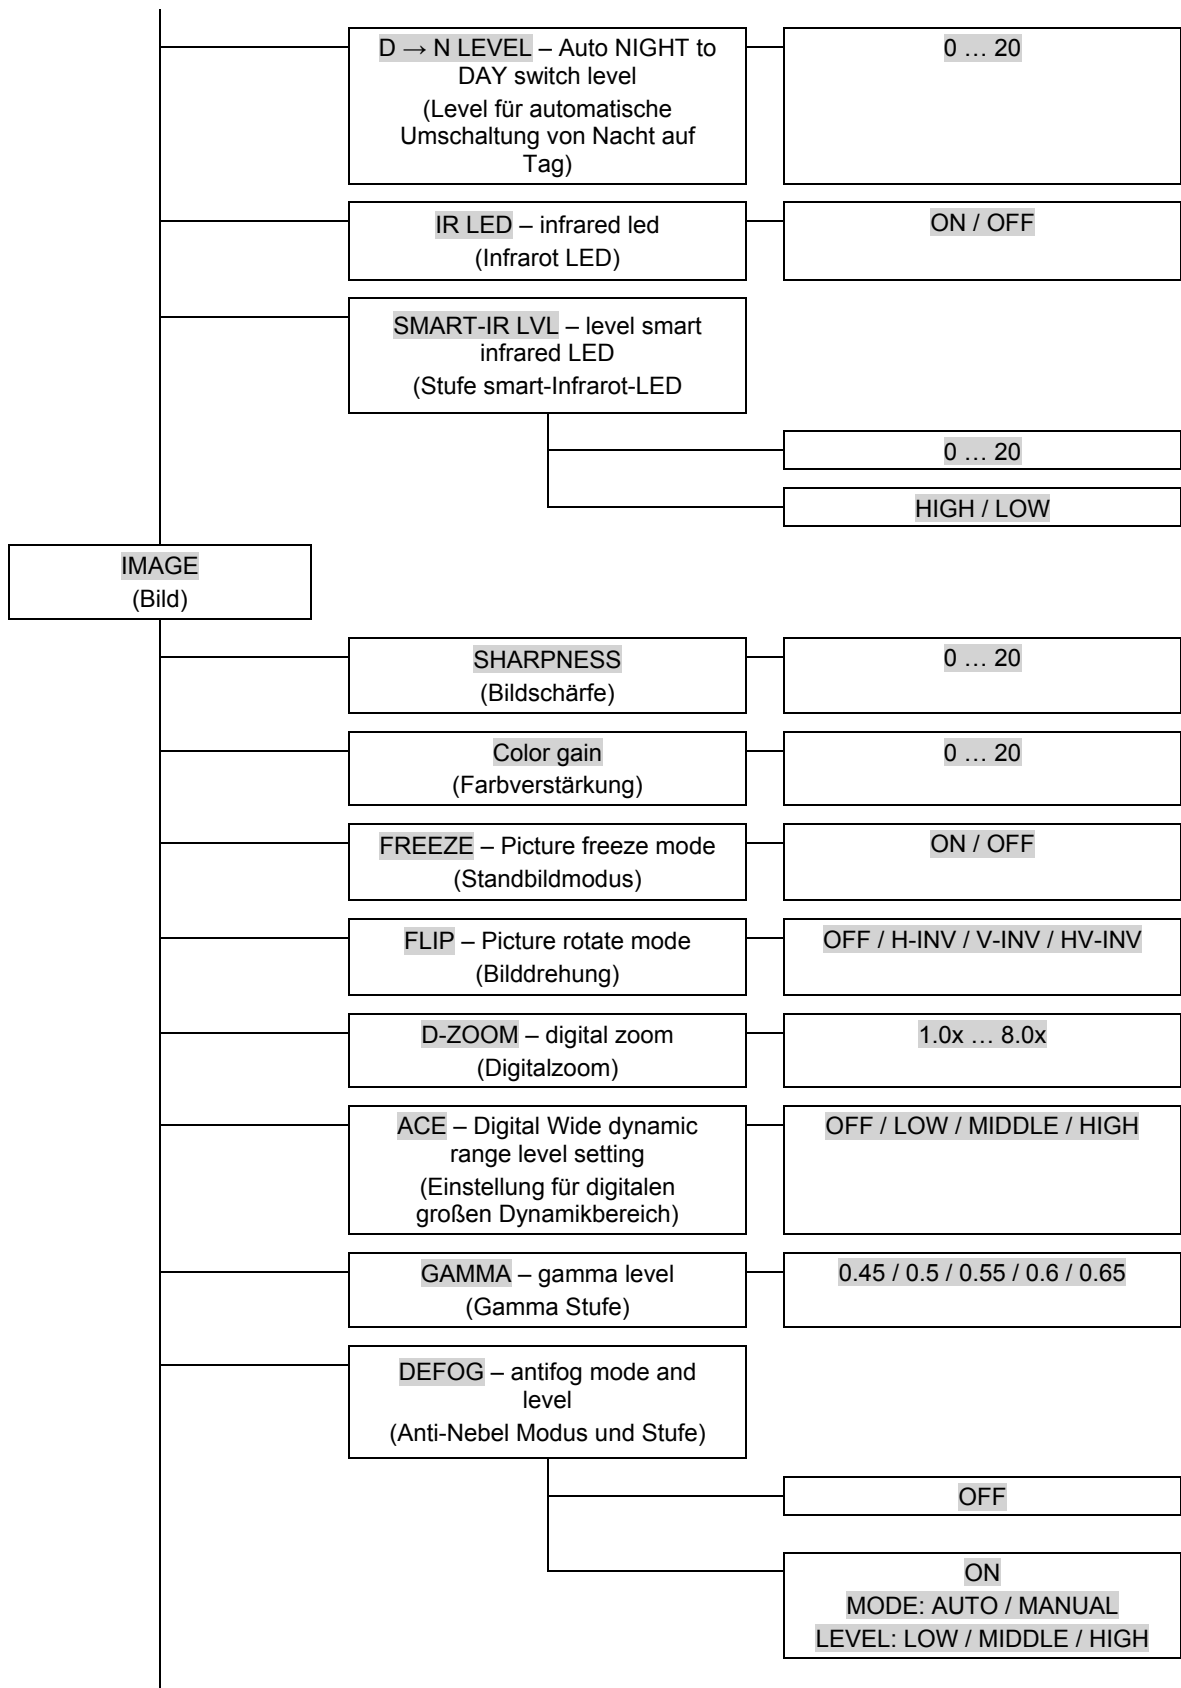 D → N LEVEL – Auto NIGHT to
DAY switch level
(Level für automatische
Umschaltung von Nacht auf
Tag)
0 … 20
IR LED – infrared led
(Infrarot LED)
ON / OFF
SMART-IR LVL – level smart
infrared LED
(Stufe smart-Infrarot-LED
0 … 20
HIGH / LOW
IMAGE
(Bild)
SHARPNESS
(Bildschärfe)
0 … 20
Color gain
(Farbverstärkung)
0 … 20
FREEZE – Picture freeze mode
(Standbildmodus)
ON / OFF
FLIP – Picture rotate mode
(Bilddrehung)
OFF / H-INV / V-INV / HV-INV
D-ZOOM – digital zoom
(Digitalzoom)
1.0x … 8.0x
ACE – Digital Wide dynamic
range level setting
(Einstellung für digitalen
großen Dynamikbereich)
OFF / LOW / MIDDLE / HIGH
GAMMA – gamma level
(Gamma Stufe)
0.45 / 0.5 / 0.55 / 0.6 / 0.65
DEFOG – antifog mode and
level
(Anti-Nebel Modus und Stufe)
OFF
ON
MODE: AUTO / MANUAL
LEVEL: LOW / MIDDLE / HIGH